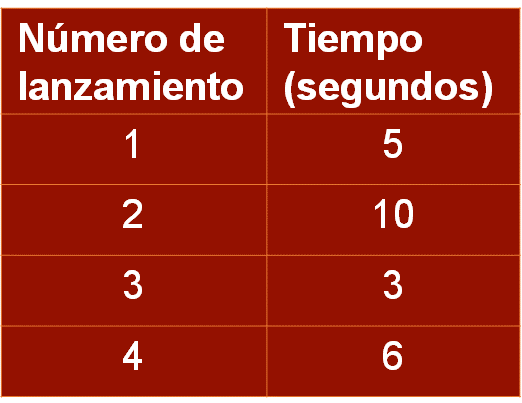 Número de lanzamiento
Tiempo (segundos)
1 5
2 10
3 3
4 6